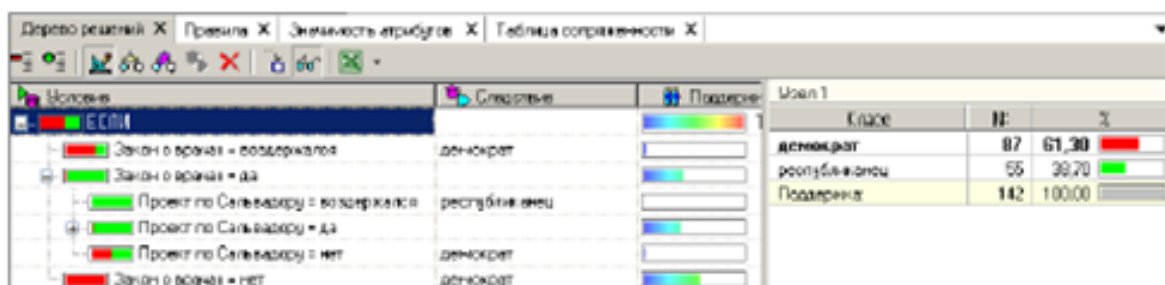 Дерево решений X Правила X Значимость атрибутов X Таблица сопряженности X
Условие Следствие Поддержк
ЕСЛИ
Закон о врачах = воздержался демократ
Закон о врачах = да
Проект по Сальвадору = воздержался республиканец
Проект по Сальвадору = да
Проект по Сальвадору = нет демократ
Закон о врачах = нет демократ
Узел 1
Класс N: %
демократ 87 61,30
республиканец 55 38,70
Поддержка: 142 100,00